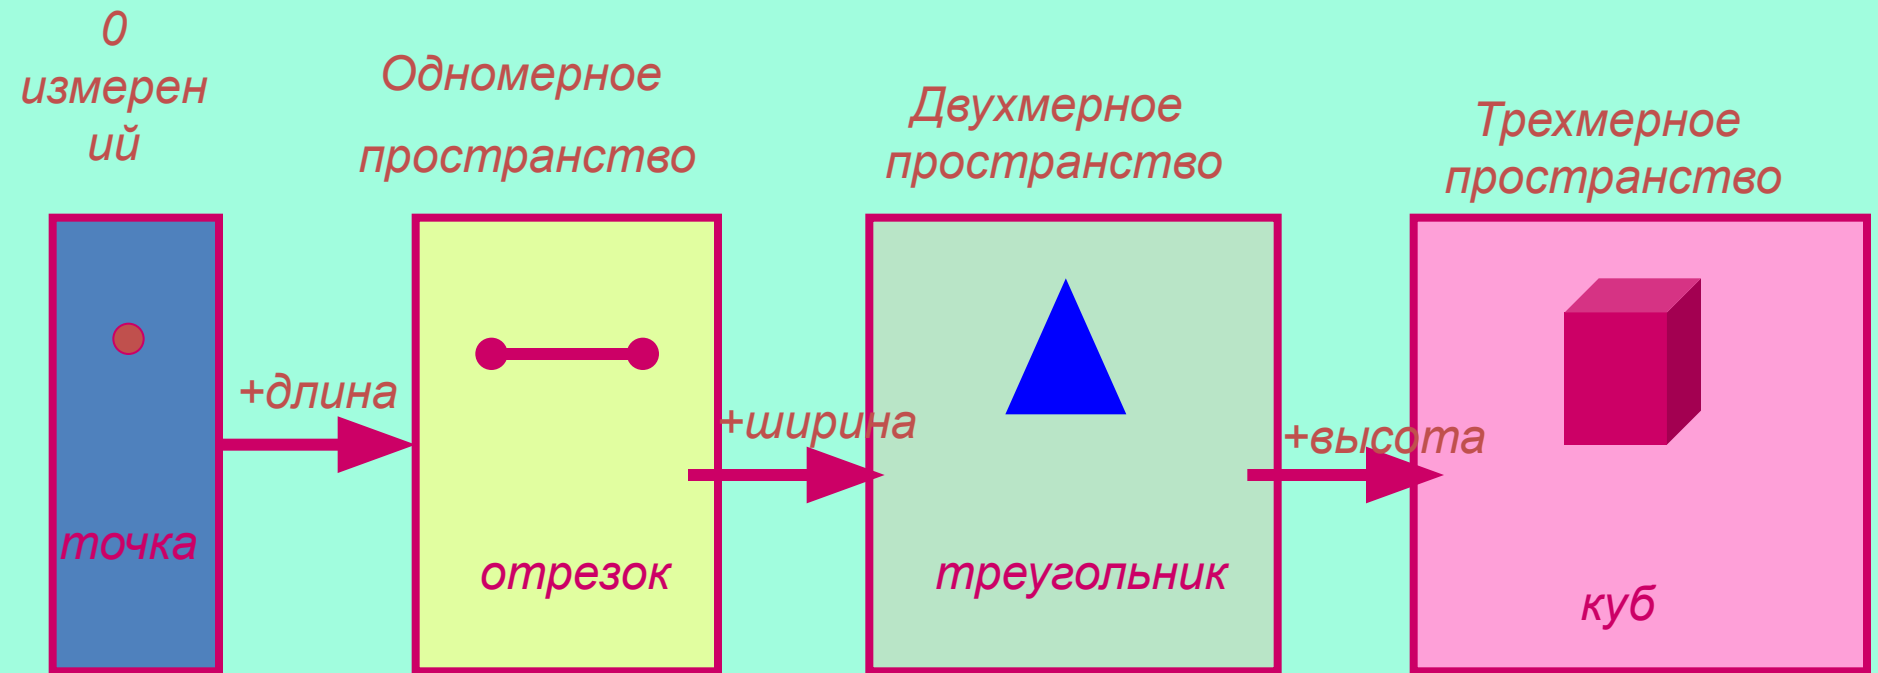 0
измерен
ий
Одномерное
пространство
Двухмерное
пространство
Трехмерное
пространство
+длина
+ширина
+высота
точка
отрезок
треугольник
куб